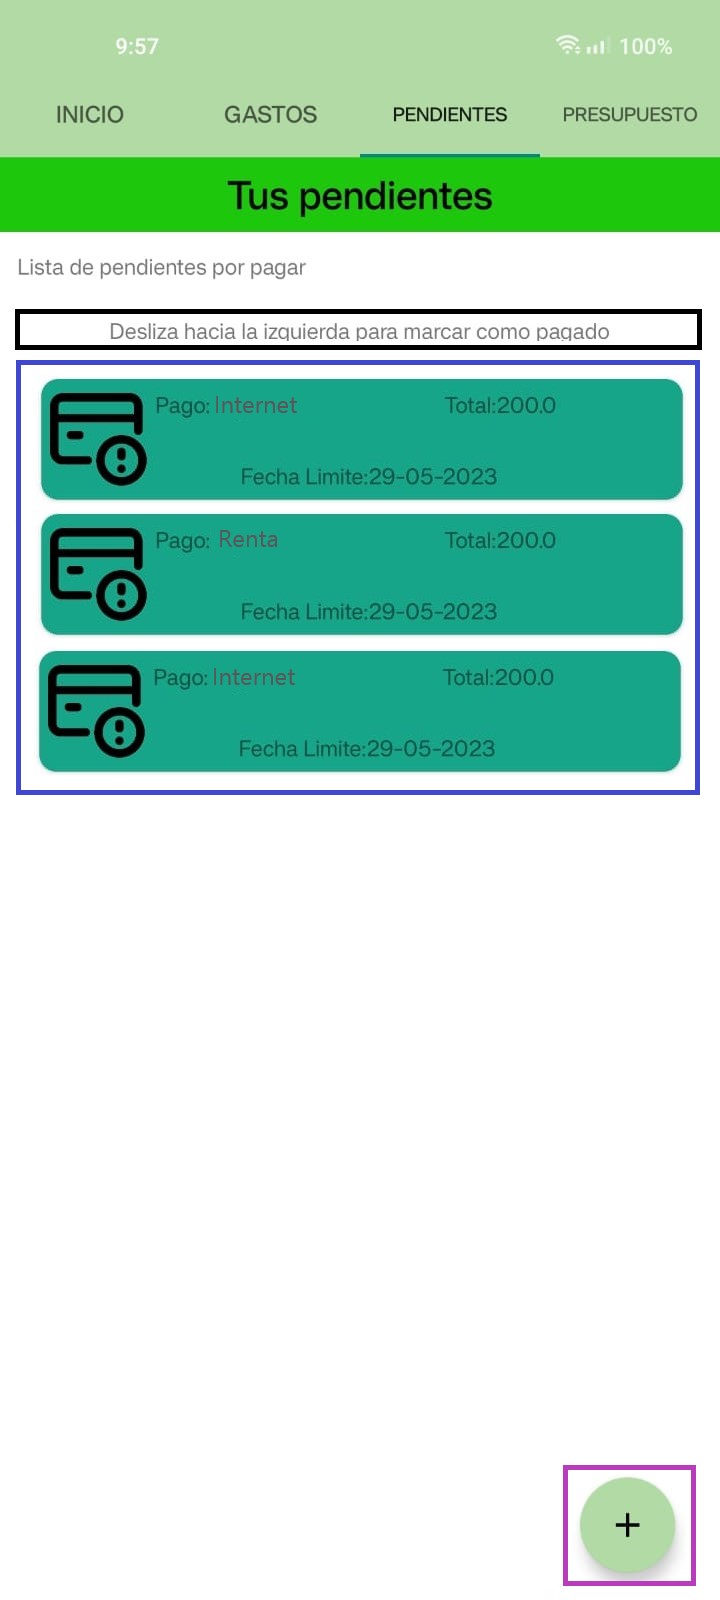 9:57 100%
INICIO GASTOS PENDIENTES PRESUPUESTO
Tus pendientes
Lista de pendientes por pagar
Desliza hacia la izquierda para marcar como pagado
Pago: Internet Total:200.0
Fecha Limite:29-05-2023
Pago: Renta Total:200.0
Fecha Limite:29-05-2023
Pago: Internet Total:200.0
Fecha Limite:29-05-2023
+